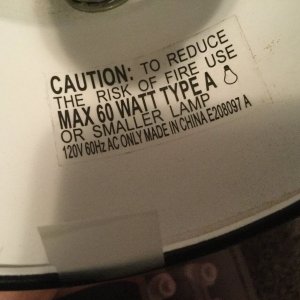 CAUTION: TO REDUCE
THE RISK OF FIRE USE
MAX 60 WATT TYPE A
OR SMALLER LAMP
120V 60Hz AC ONLY MADE IN CHINA E208097 A